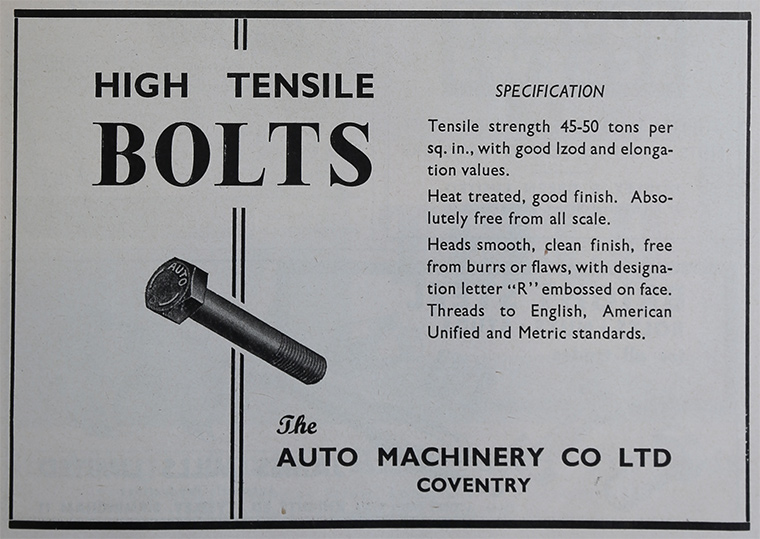 HIGH TENSILE
BOLTS
AUTO
SPECIFICATION
Tensile strength 45-50 tons per
sq. in., with good Izod and elonga-
tion values.
Heat treated, good finish. Abso-
lutely free from all scale.
Heads smooth, clean finish, free
from burrs or flaws, with designa-
tion letter “R” embossed on face.
Threads to English, American
Unified and Metric standards.
The
AUTO MACHINERY CO LTD
COVENTRY